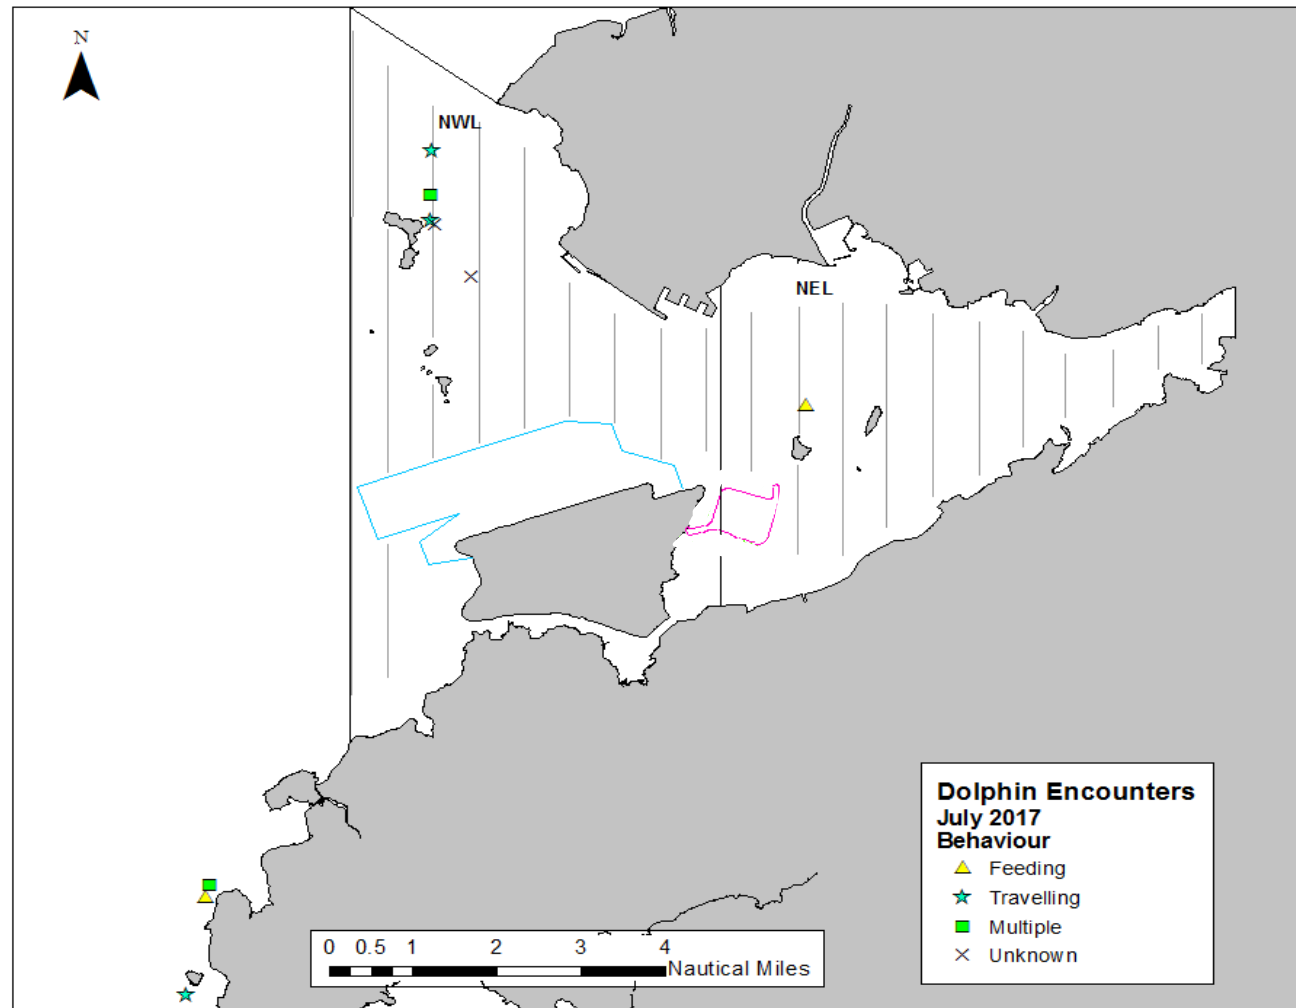 N
NWL
NEL
Dolphin Encounters
July 2017
Behaviour
Feeding
Travelling
Multiple
Unknown
0 0.5 1 2 3 4
Nautical Miles